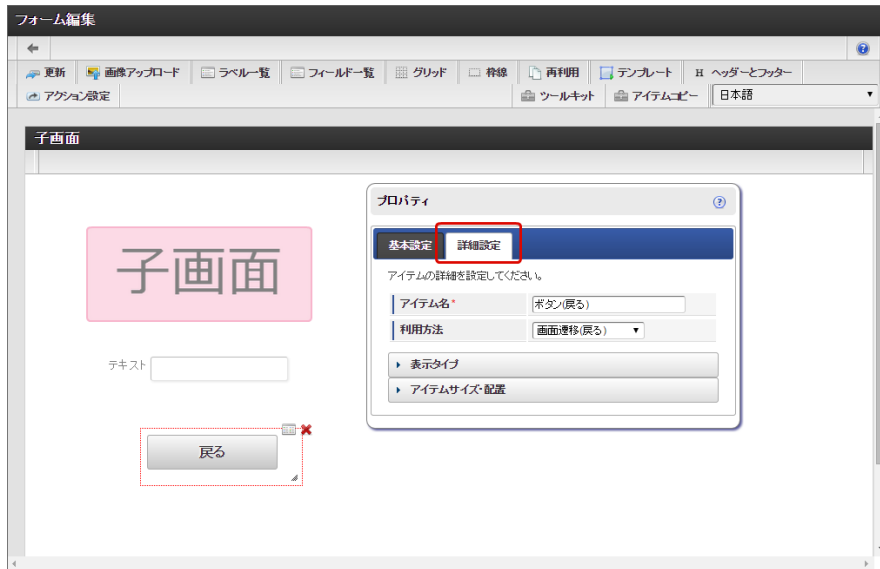 フォーム編集
更新 画像アップロード ラベル一覧 フィールド一覧 グリッド 枠線 再利用 テンプレート H ヘッダーとフッター
アクション設定 ツールキット アイテムコピー 日本語
子画面
プロパティ
基本設定 詳細設定
アイテムの詳細を設定してください。
アイテム名* ボタン(戻る)
利用方法 画面遷移(戻る)
表示タイプ
アイテムサイズ・配置
子画面
テキスト
戻る